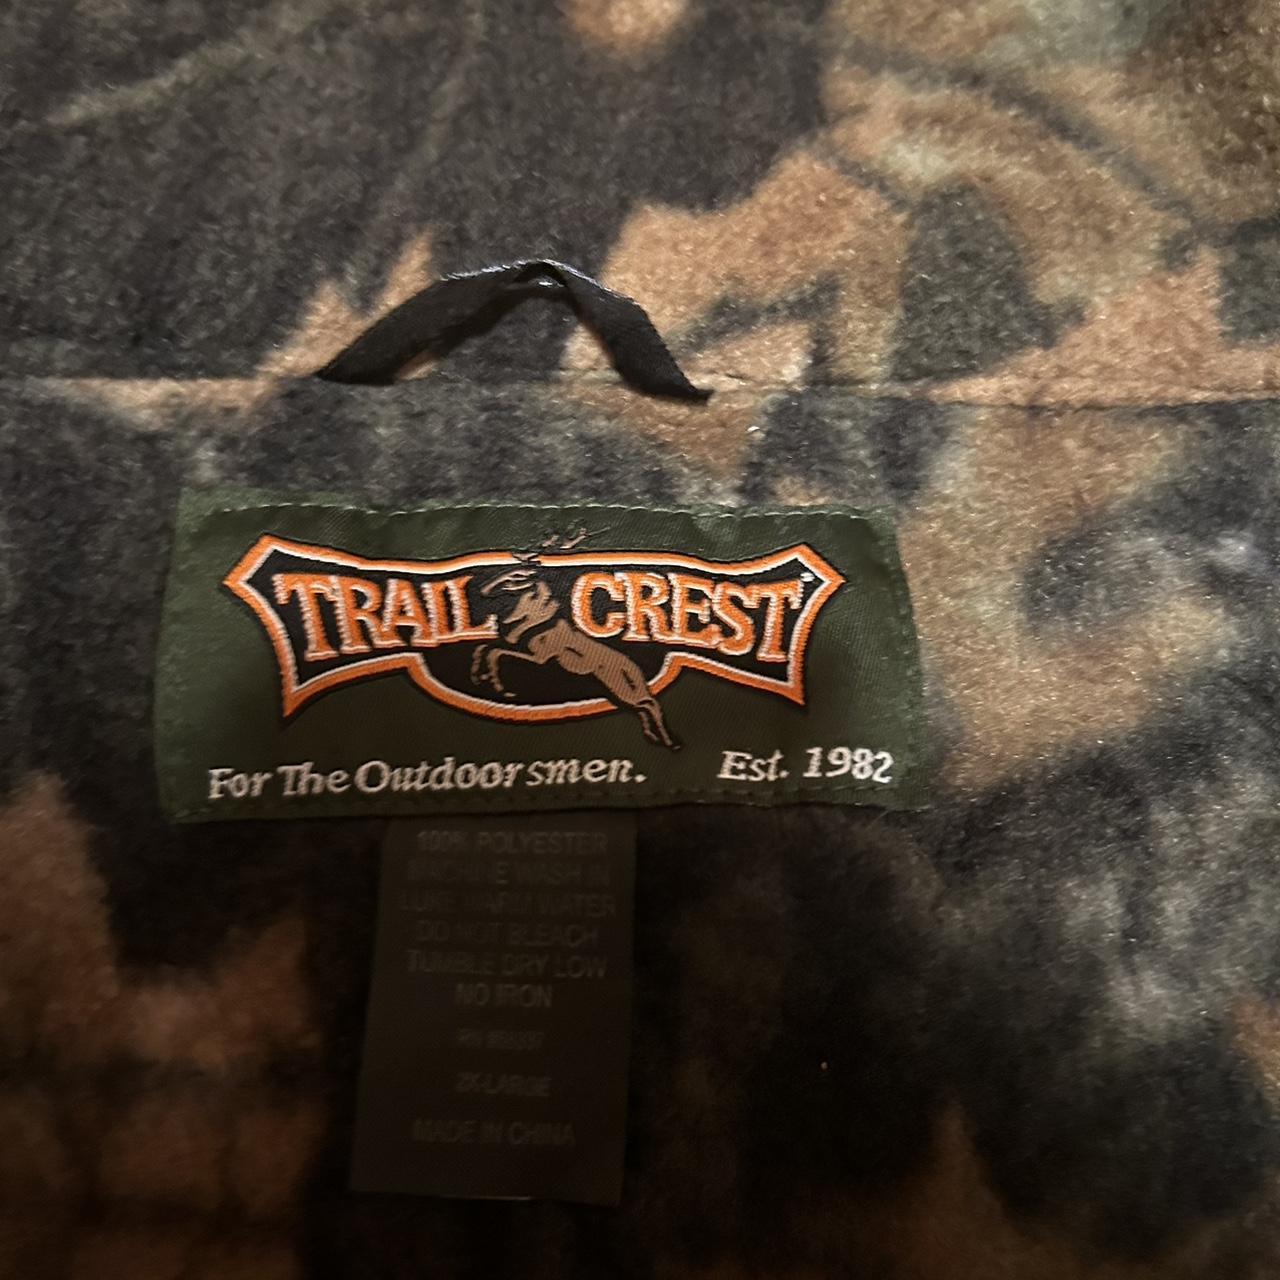 TRAIL CREST
For The Outdoorsmen. Est. 1982
100% POLYESTER
MACHINE WASH IN
LUKE WARM WATER
DO NOT BLEACH
TUMBLE DRY LOW
NO IRON
2X-LARGE
MADE IN CHINA